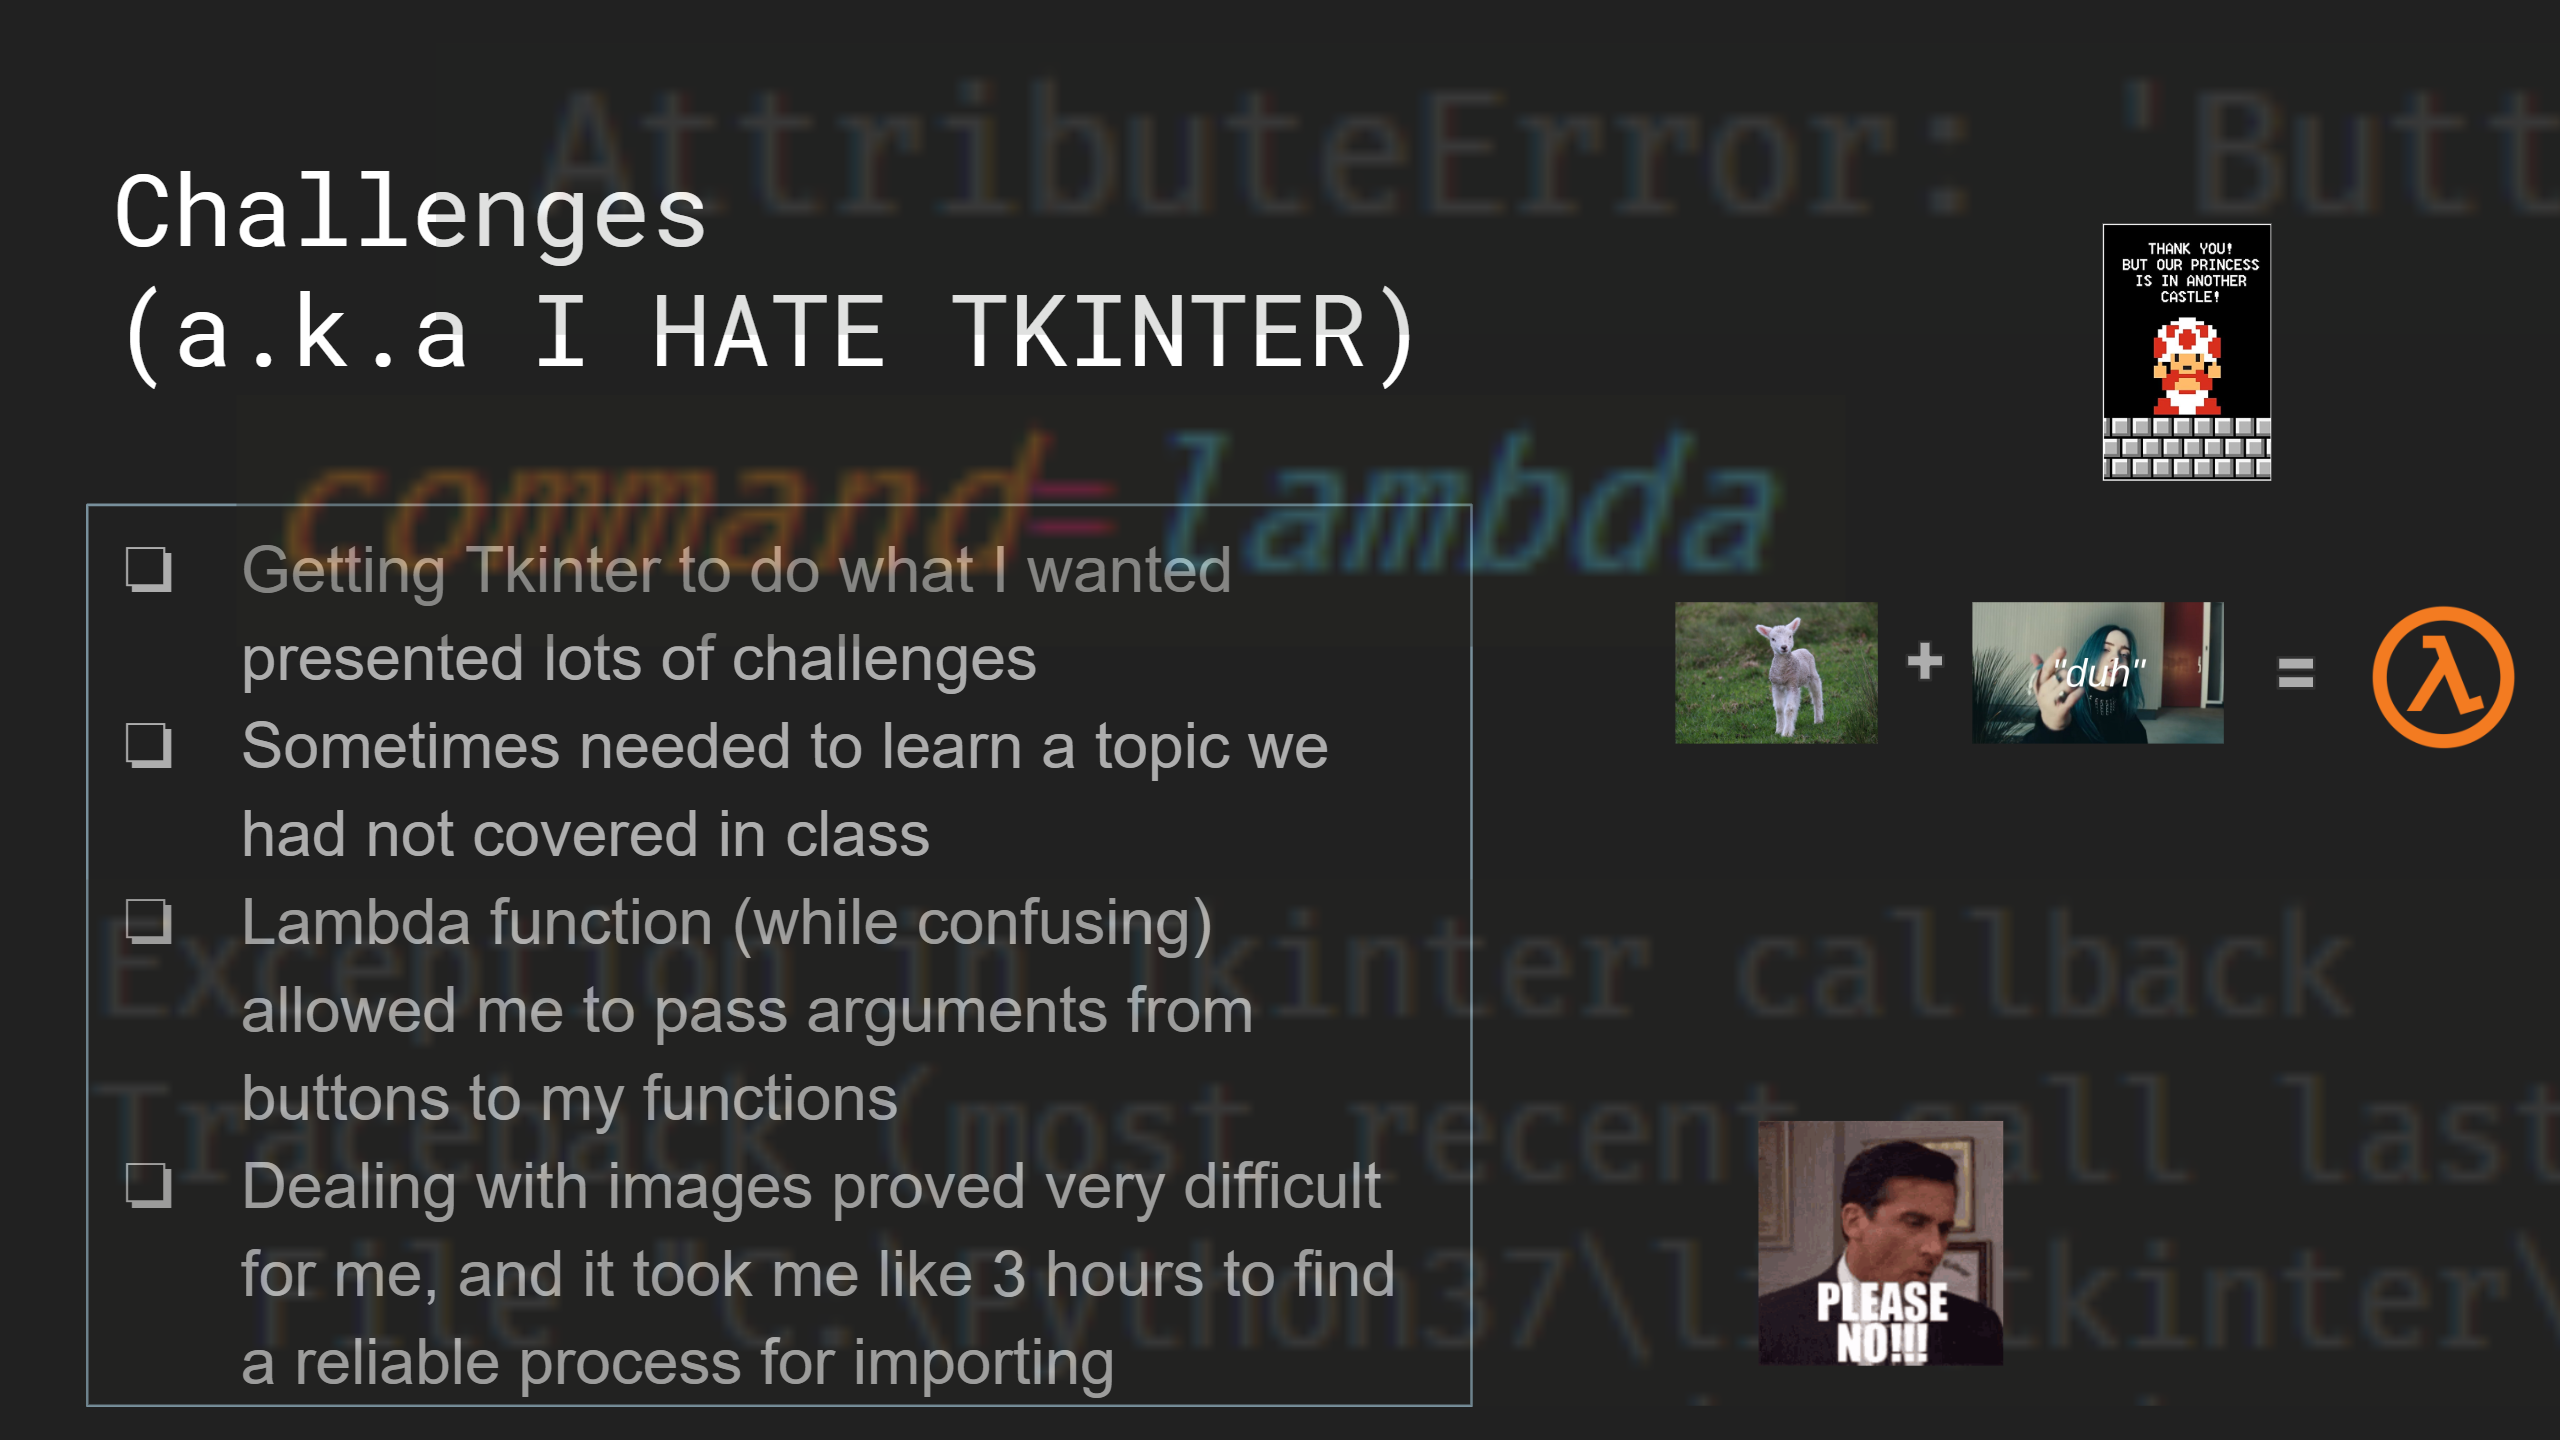 AttributeError: 'Butt
Challenges
(a.k.a I HATE TKINTER)
THANK YOU!
BUT OUR PRINCESS
IS IN ANOTHER
CASTLE!
command=lambda
❏ Getting Tkinter to do what I wanted
presented lots of challenges
❏ Sometimes needed to learn a topic we
had not covered in class
❏ Lambda function (while confusing)
allowed me to pass arguments from
buttons to my functions
❏ Dealing with images proved very difficult
for me, and it took me like 3 hours to find
a reliable process for importing
+
"duh"
=
λ
Exception in Tkinter callback
Traceback (most recent call last
File "C:\Python37\li tkinter\
PLEASE
NO!!!